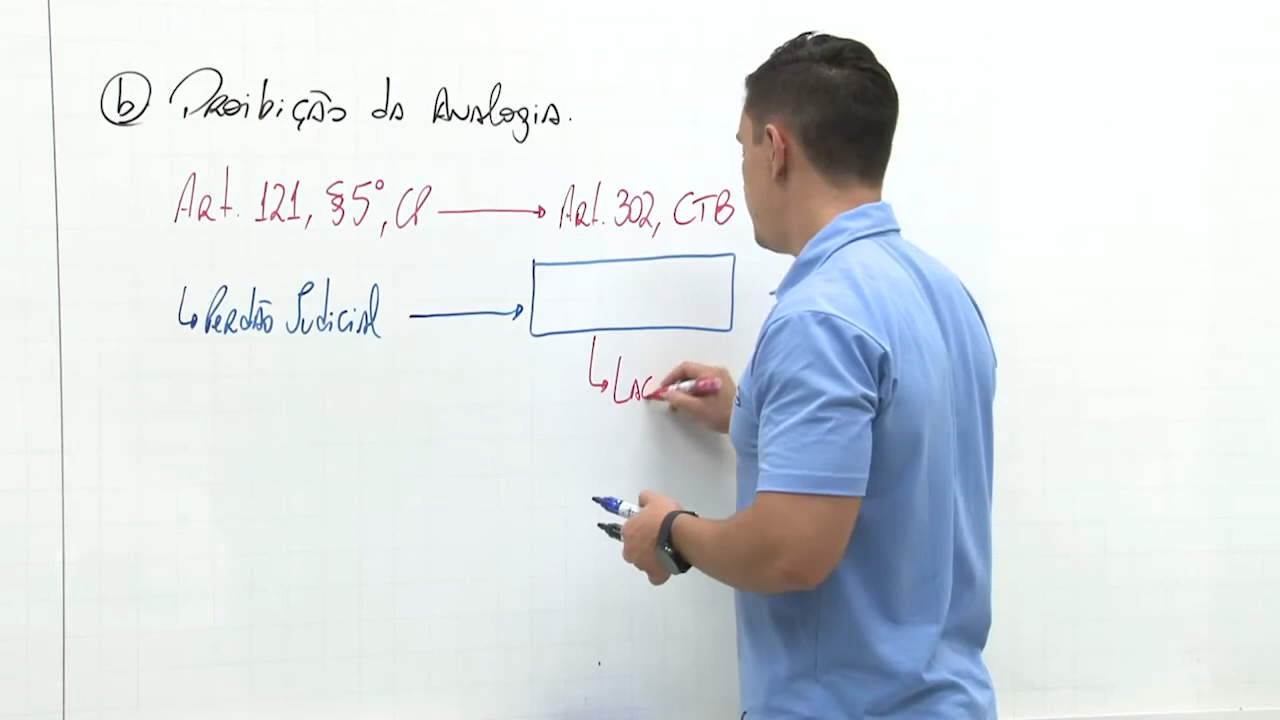 b Proibição da Analogia.
Art. 121, §5°, CP → Art. 302, CTB
↳ Perdão Judicial →
↳ Lac